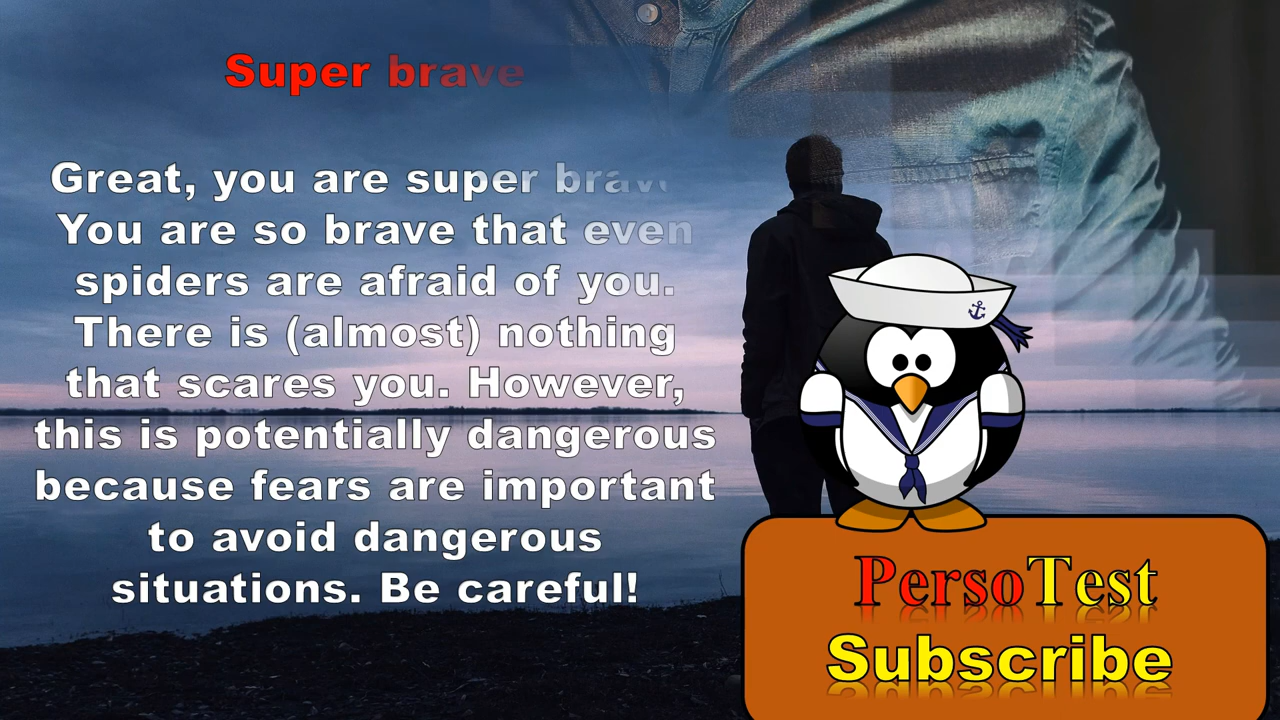 Super brave
Great, you are super brave
You are so brave that even
spiders are afraid of you.
There is (almost) nothing
that scares you. However,
this is potentially dangerous
because fears are important
to avoid dangerous
situations. Be careful!
PersoTest
Subscribe